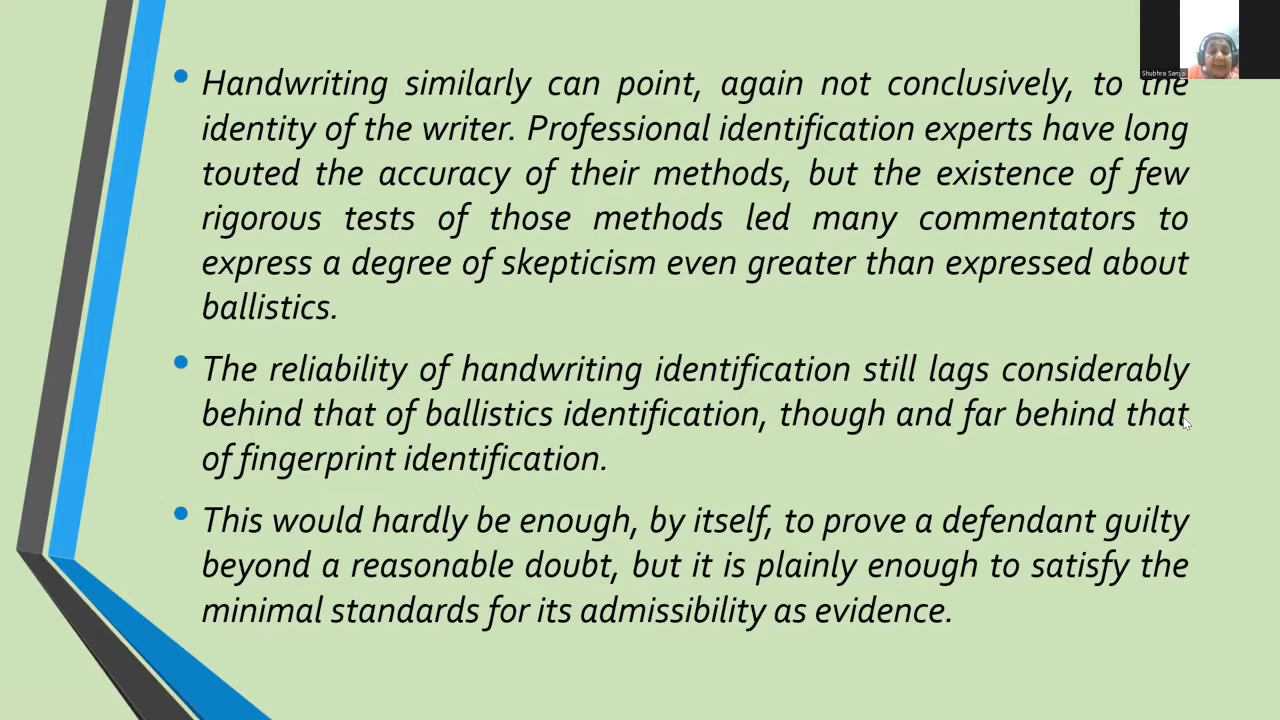 Shubhra Sanyal
• Handwriting similarly can point, again not conclusively, to the
identity of the writer. Professional identification experts have long
touted the accuracy of their methods, but the existence of few
rigorous tests of those methods led many commentators to
express a degree of skepticism even greater than expressed about
ballistics.
• The reliability of handwriting identification still lags considerably
behind that of ballistics identification, though and far behind that
of fingerprint identification.
• This would hardly be enough, by itself, to prove a defendant guilty
beyond a reasonable doubt, but it is plainly enough to satisfy the
minimal standards for its admissibility as evidence.